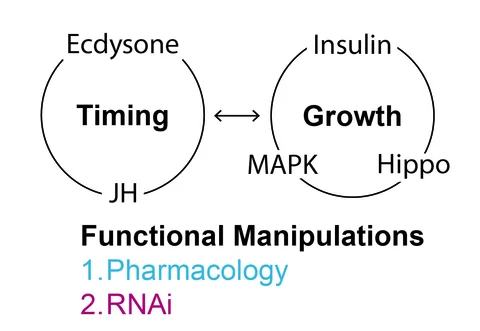 Ecdysone
Insulin
Timing
Growth
MAPK
Hippo
JH
Functional Manipulations
1.Pharmacology
2.RNAi